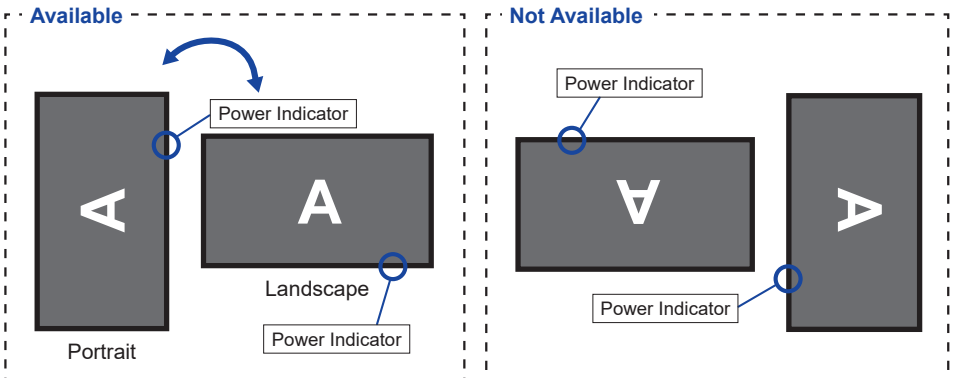 Available
Power Indicator
A
A
Landscape
Power Indicator
Portrait
Not Available
Power Indicator
A
A
Power Indicator